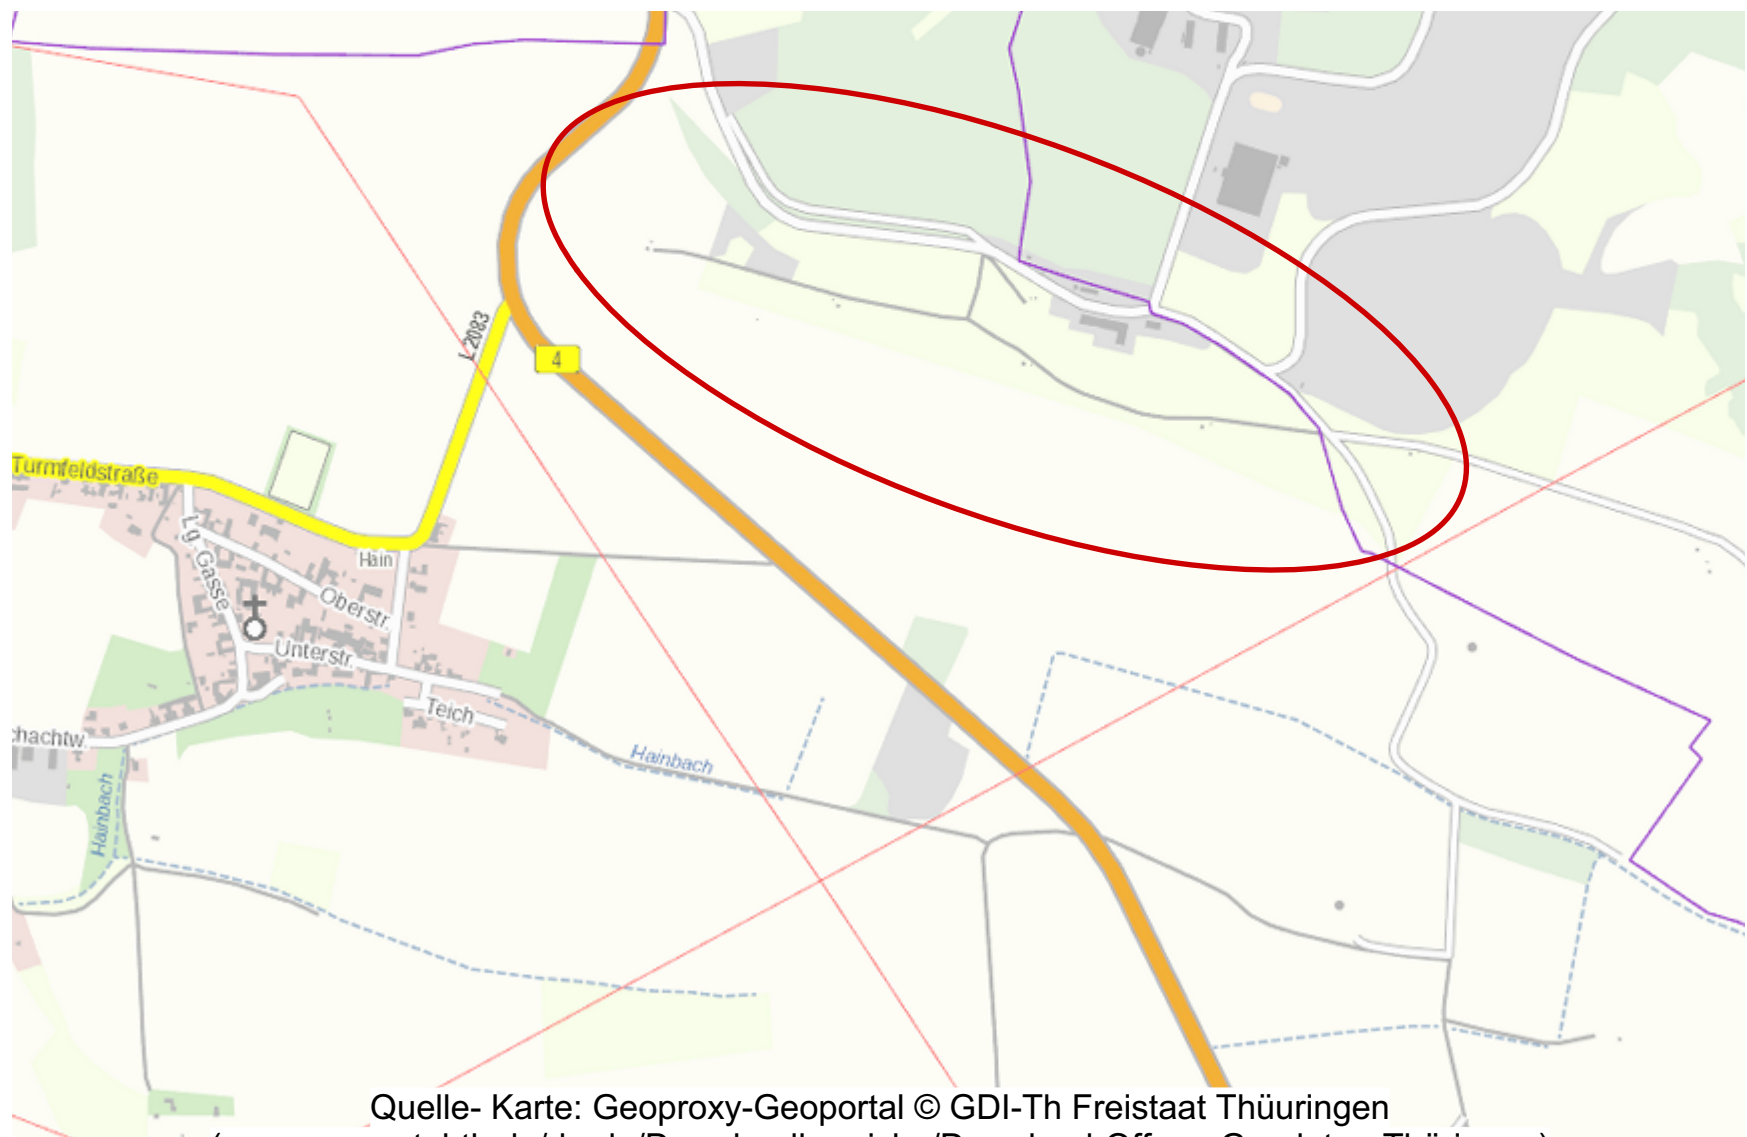 L 2083
4
Turmfeldstraße
Lg. Gasse
Hain
Oberstr.
Unterstr.
Teich
chachtw.
Hainbach
Hainbach
Quelle- Karte: Geoproxy-Geoportal © GDI-Th Freistaat Thüuringen